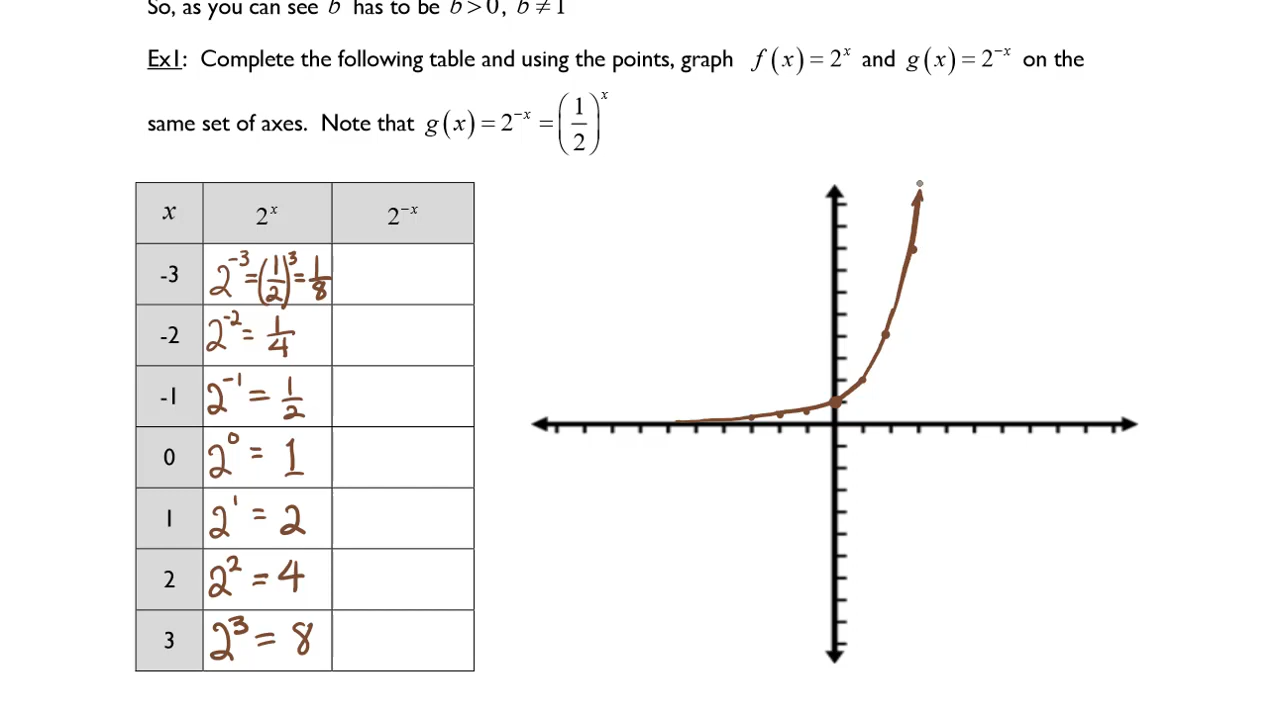 So, as you can see b has to be b > 0, b ≠ 1
Ex1: Complete the following table and using the points, graph f(x) = 2^x and g(x) = 2^{-x} on the
same set of axes. Note that g(x) = 2^{-x} = (1/2)^x
x 2^x 2^{-x}
-3 2^{-3} = (1/2)^3 = 1/8
-2 2^{-2} = 1/4
-1 2^{-1} = 1/2
0 2^0 = 1
1 2^1 = 2
2 2^2 = 4
3 2^3 = 8